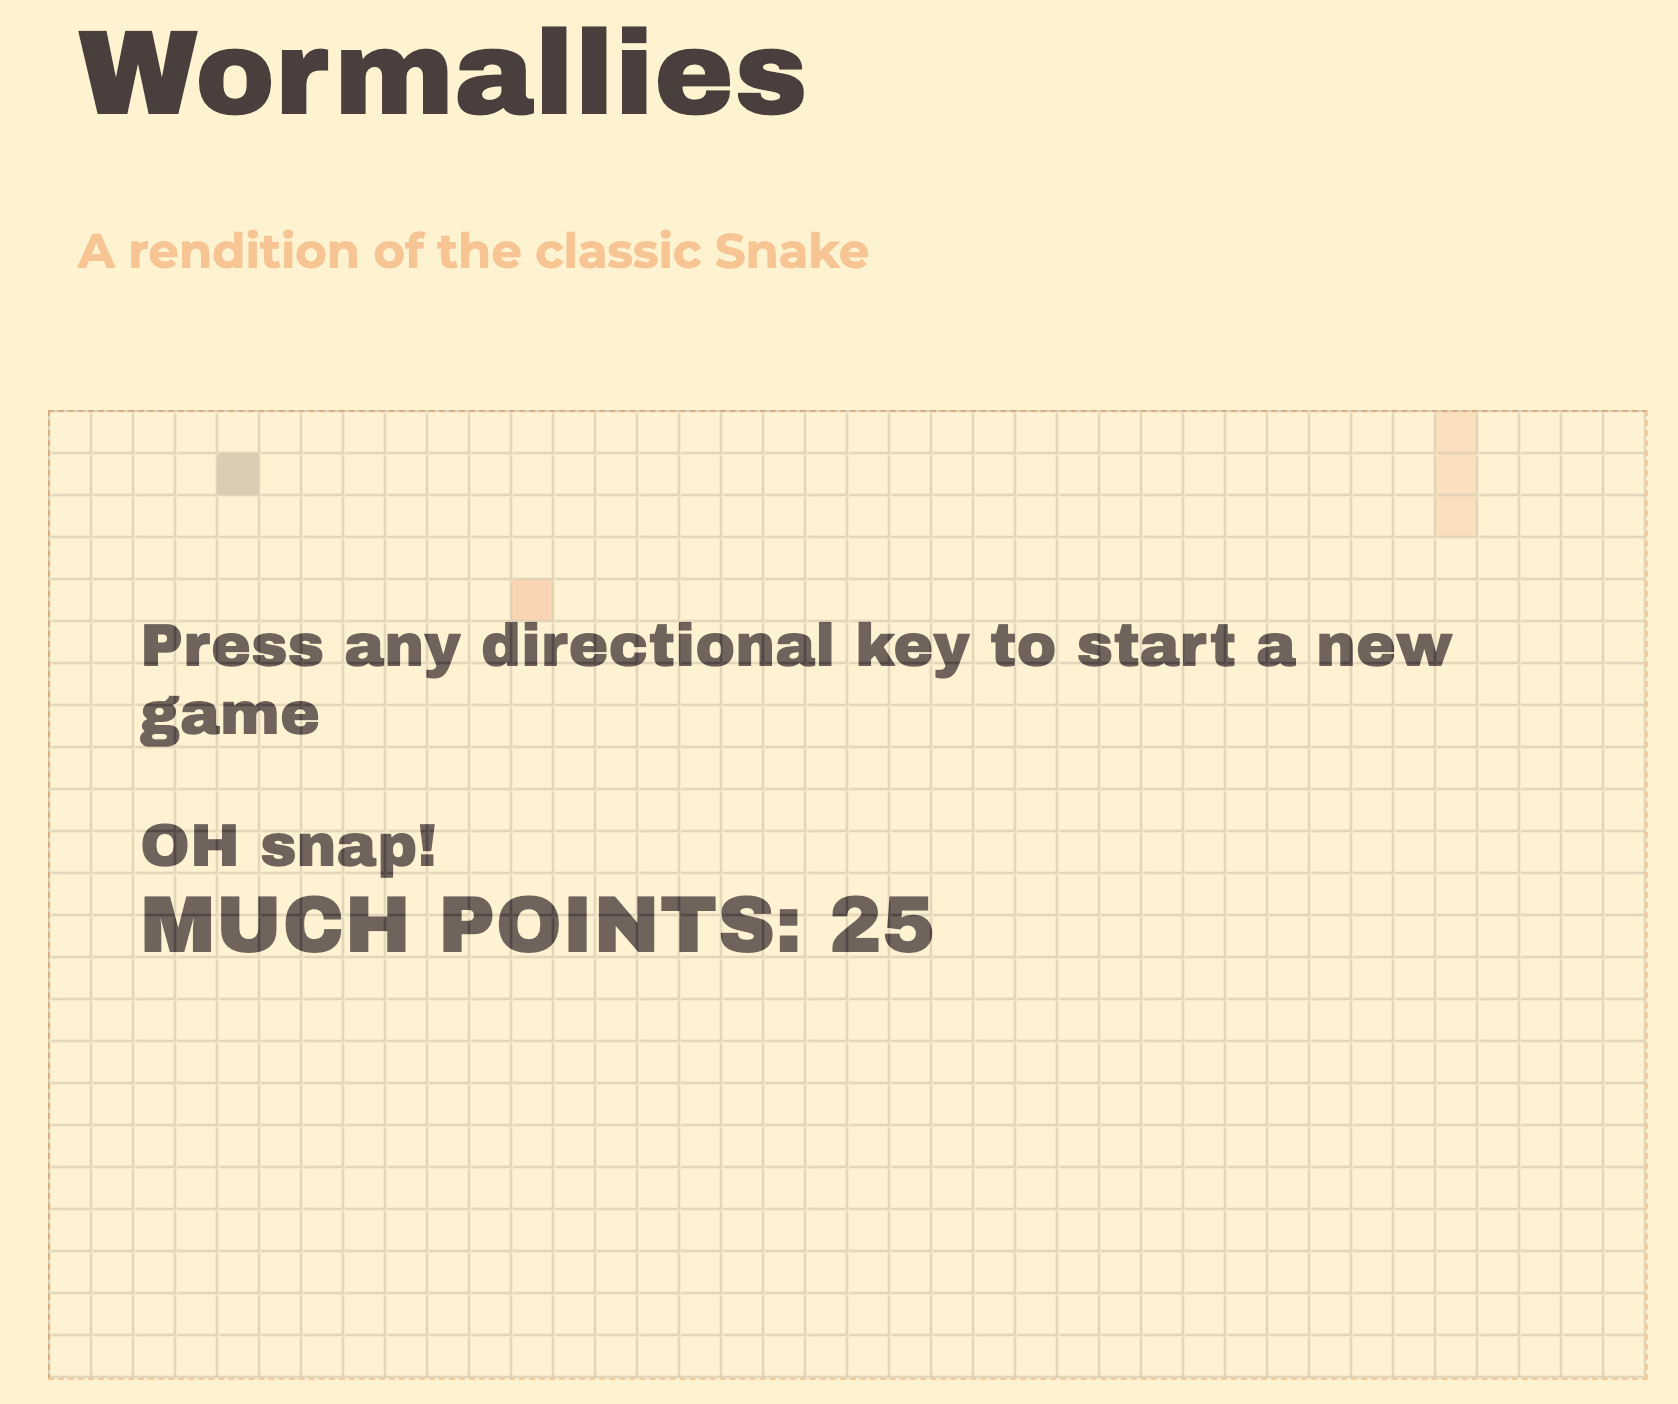 Wormallies
A rendition of the classic Snake
Press any directional key to start a new
game
OH snap!
MUCH POINTS: 25